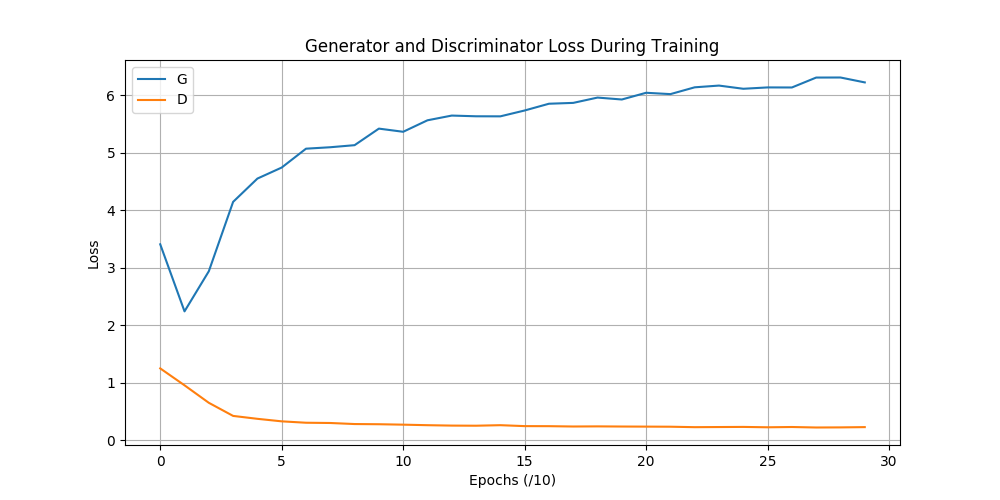 Generator and Discriminator Loss During Training
G
D
6
5
4
3
2
1
0
Loss
0 5 10 15 20 25 30
Epochs (/10)